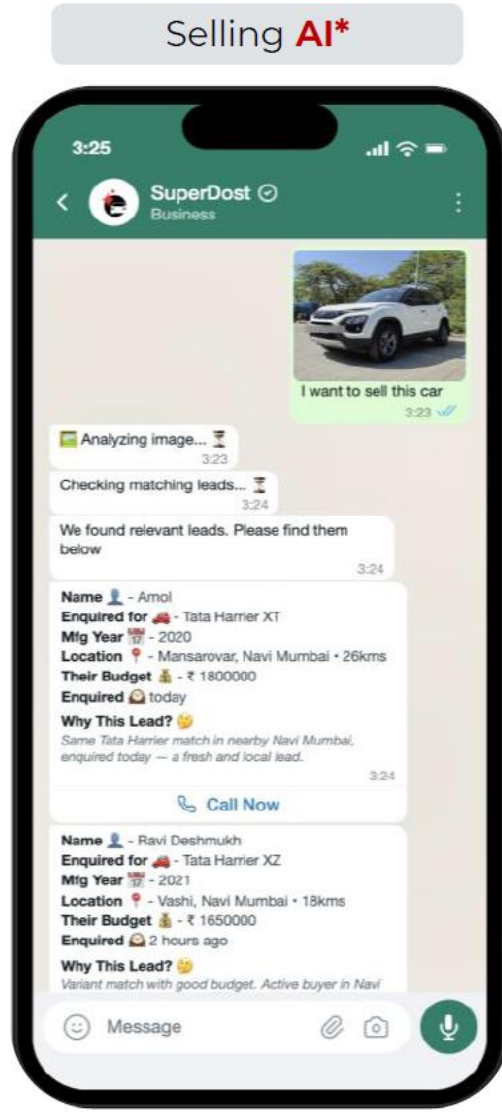 Selling AI*
3:25
SuperDost
Business
I want to sell this car
3:23
Analyzing image...
3:23
Checking matching leads...
3:24
We found relevant leads. Please find them
below
3:24
Name - Amol
Enquired for - Tata Harrier XT
Mfg Year - 2020
Location - Mansarovar, Navi Mumbai • 26kms
Their Budget - ₹ 1800000
Enquired today
Why This Lead?
Same Tata Harrier match in nearby Navi Mumbai,
enquired today — a fresh and local lead.
3:24
Call Now
Name - Ravi Deshmukh
Enquired for - Tata Harrier XZ
Mfg Year - 2021
Location - Vashi, Navi Mumbai • 18kms
Their Budget - ₹ 1650000
Enquired 2 hours ago
Why This Lead?
Variant match with good budget. Active buyer in Navi
Message